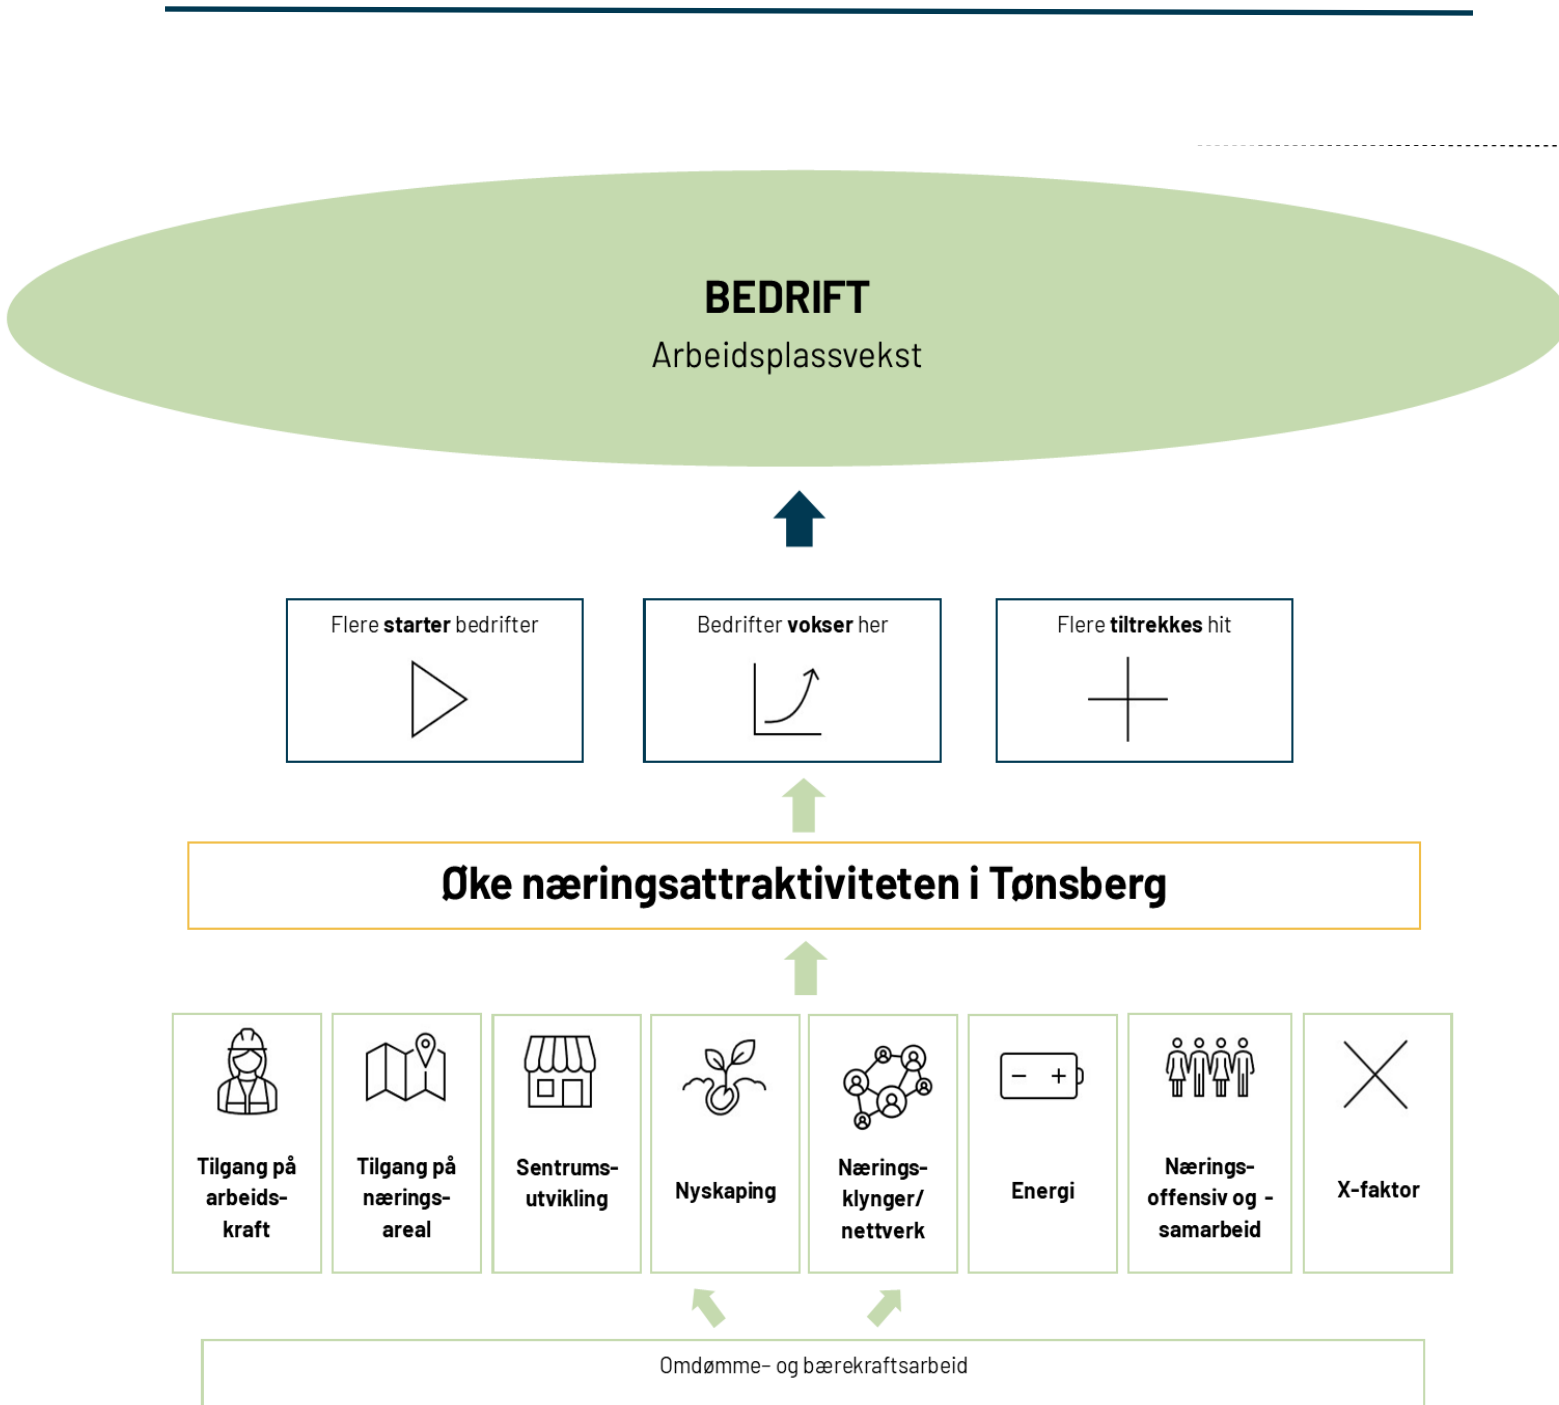 BEDRIFT
Arbeidsplassvekst
Flere starter bedrifter
Bedrifter vokser her
Flere tiltrekkes hit
Øke næringsattraktiviteten i Tønsberg
Tilgang på
arbeids-
kraft
Tilgang på
nærings-
areal
Sentrums-
utvikling
Nyskaping
Nærings-
klynger/
nettverk
Energi
Nærings-
offensiv og -
samarbeid
X-faktor
Omdømme- og bærekraftsarbeid